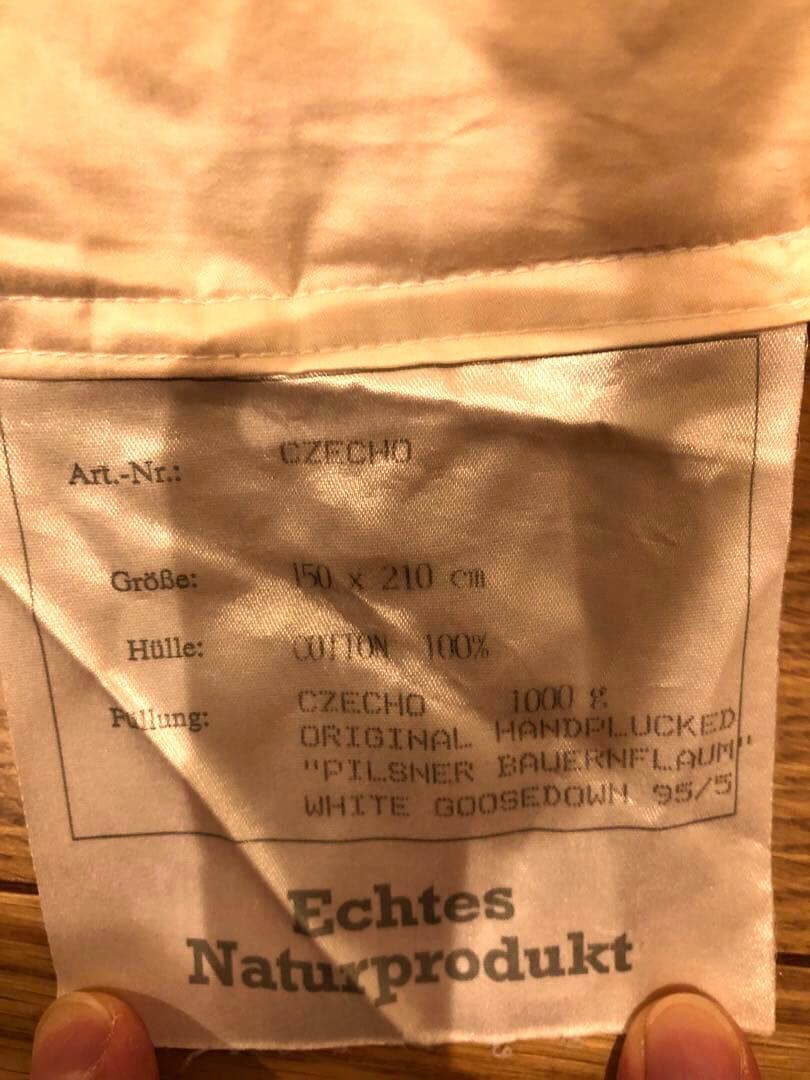 Art.-Nr.: CZECHO
Größe: 150 x 210 cm
Hülle: COTTON 100%
Füllung: CZECHO 1000 g
ORIGINAL HANDPLUCKED
"PILSNER BAUERNFLAUM"
WHITE GOOSEDOWN 95/5
Echtes
Naturprodukt